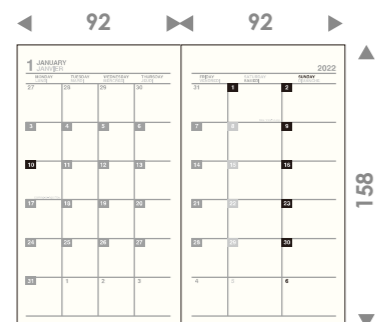 92
92
158
1 JANUARY
JANVIER
MONDAY TUESDAY WEDNESDAY THURSDAY
27 28 29 30
3 4 5 6
10 11 12 13
17 18 19 20
24 25 26 27
31 1 2 3
2022
FRIDAY SATURDAY SUNDAY
31 1 2
7 8 9
14 15 16
21 22 23
28 29 30
4 5 6